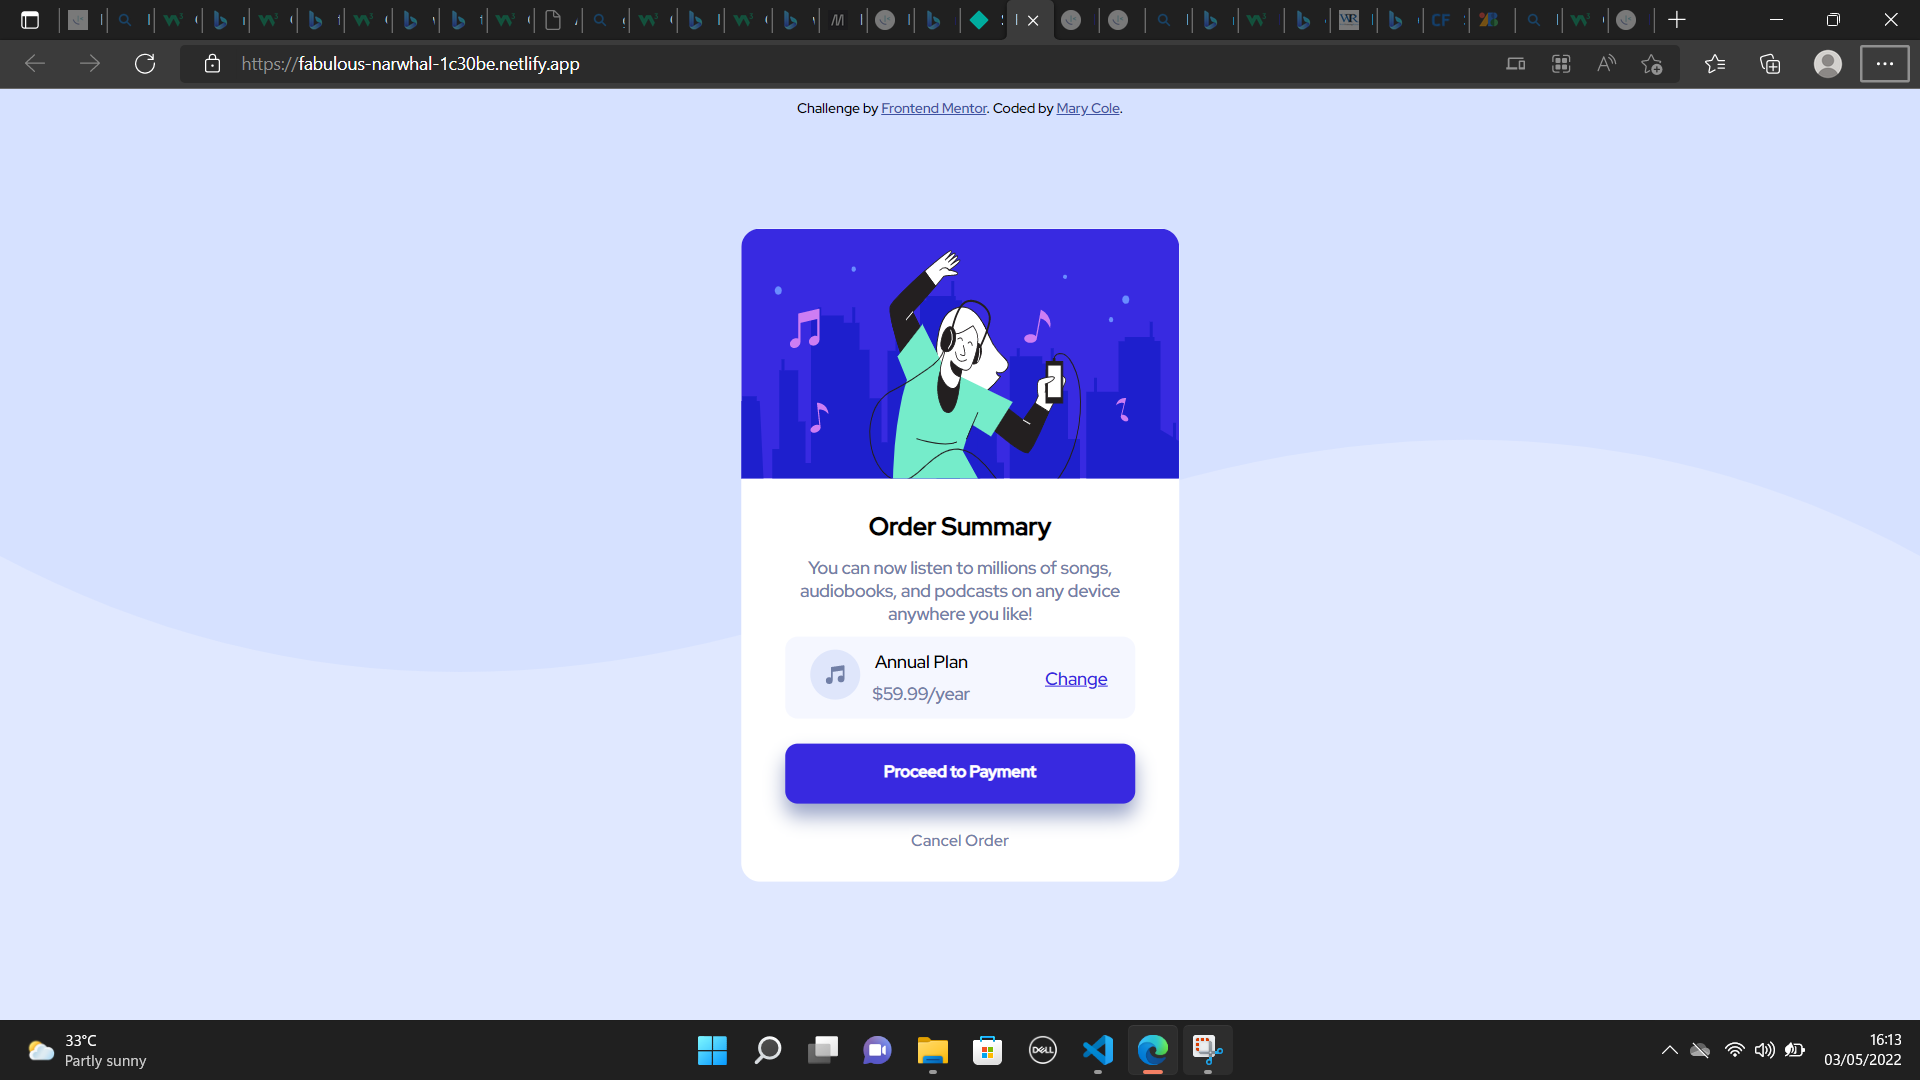 https://fabulous-narwhal-1c30be.netlify.app
Challenge by Frontend Mentor. Coded by Mary Cole.
Order Summary
You can now listen to millions of songs,
audiobooks, and podcasts on any device
anywhere you like!
Annual Plan
$59.99/year
Change
Proceed to Payment
Cancel Order
33°C
Partly sunny
DELL
16:13
03/05/2022